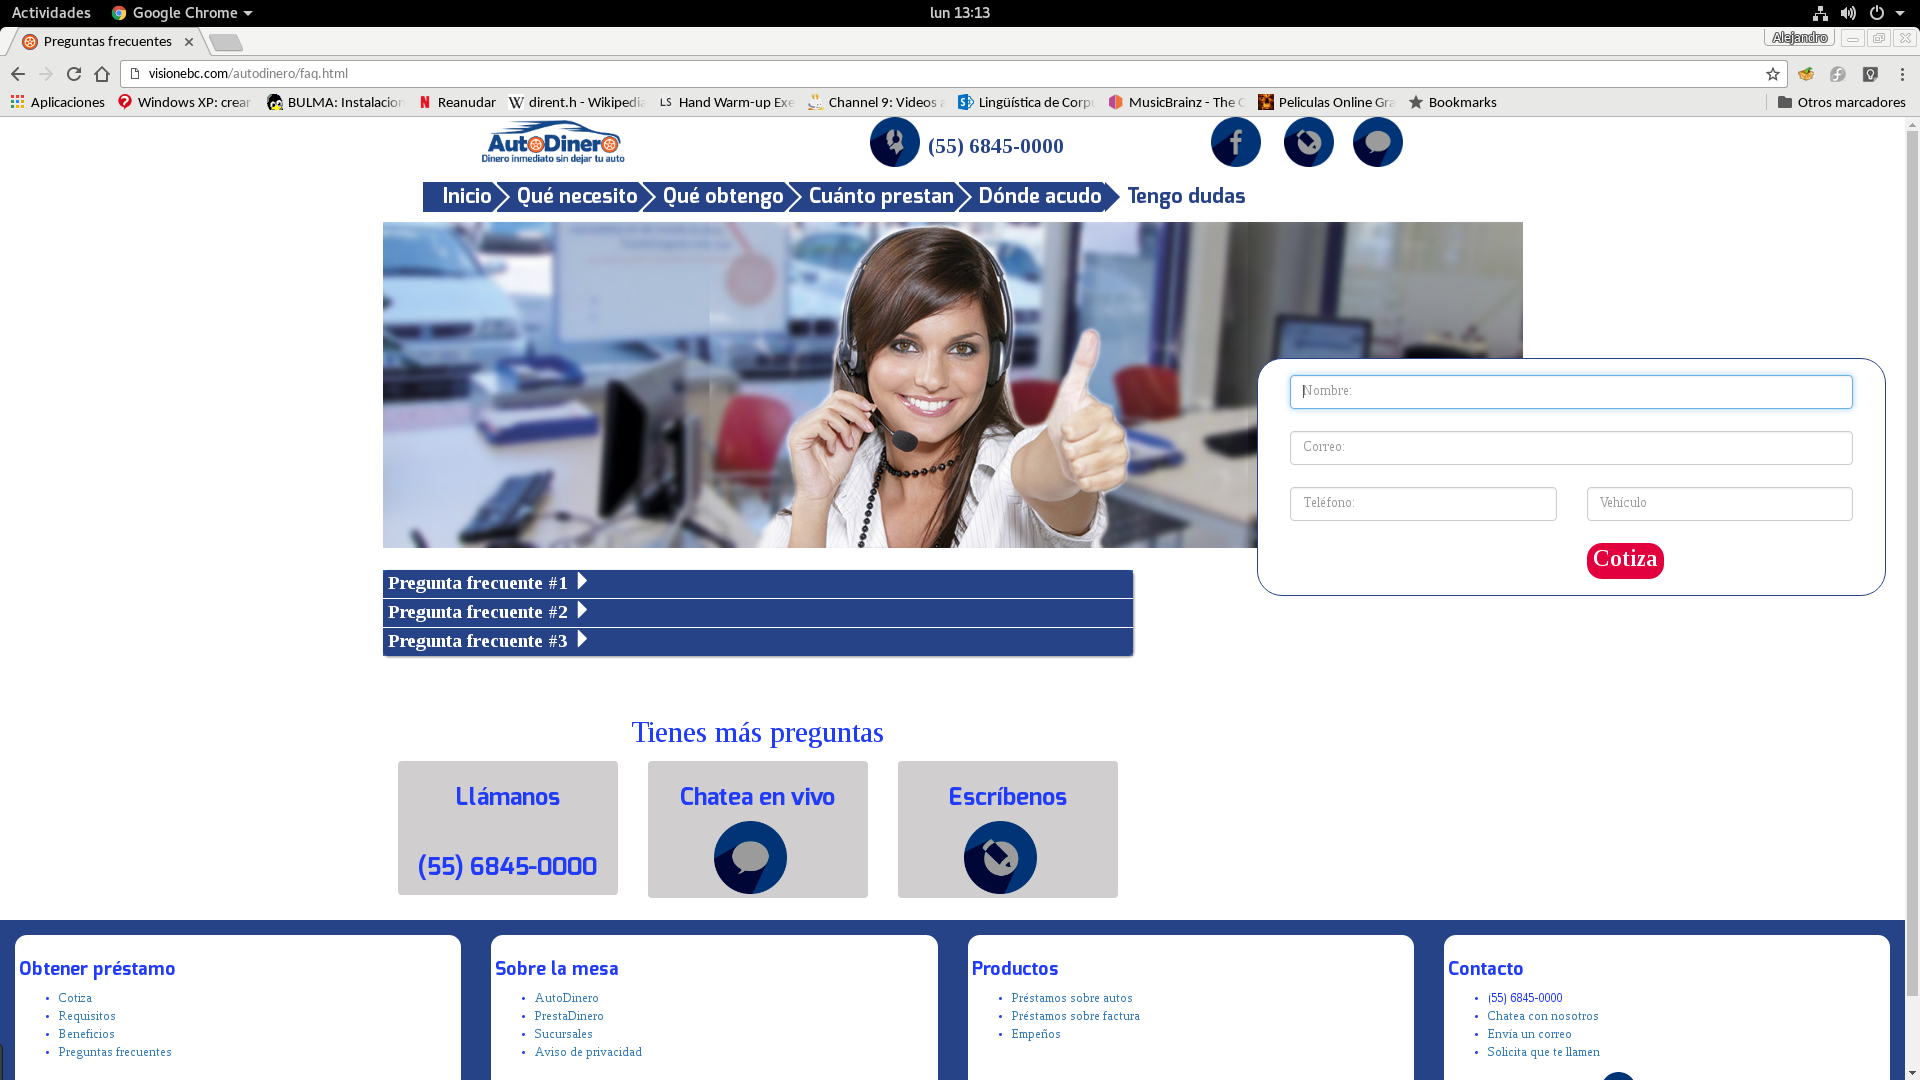 Actividades Google Chrome lun 13:13
Preguntas frecuentes Alejandro
visionebc.com/autodinero/faq.html
Aplicaciones Windows XP: crear BULMA: Instalacion Reanudar dirent.h - Wikipedia Hand Warm-up Exe Channel 9: Videos a Lingüística de Corpu MusicBrainz - The O Peliculas Online Gra Bookmarks Otros marcadores
AutoDinero
Dinero inmediato sin dejar tu auto
(55) 6845-0000
Inicio Qué necesito Qué obtengo Cuánto prestan Dónde acudo Tengo dudas
Nombre:
Correo:
Teléfono: Vehículo
Cotiza
Pregunta frecuente #1
Pregunta frecuente #2
Pregunta frecuente #3
Tienes más preguntas
Llámanos
(55) 6845-0000
Chatea en vivo
Escríbenos
Obtener préstamo
Cotiza
Requisitos
Beneficios
Preguntas frecuentes
Sobre la mesa
AutoDinero
PrestaDinero
Sucursales
Aviso de privacidad
Productos
Préstamos sobre autos
Préstamos sobre factura
Empeños
Contacto
(55) 6845-0000
Chatea con nosotros
Envía un correo
Solicita que te llamen